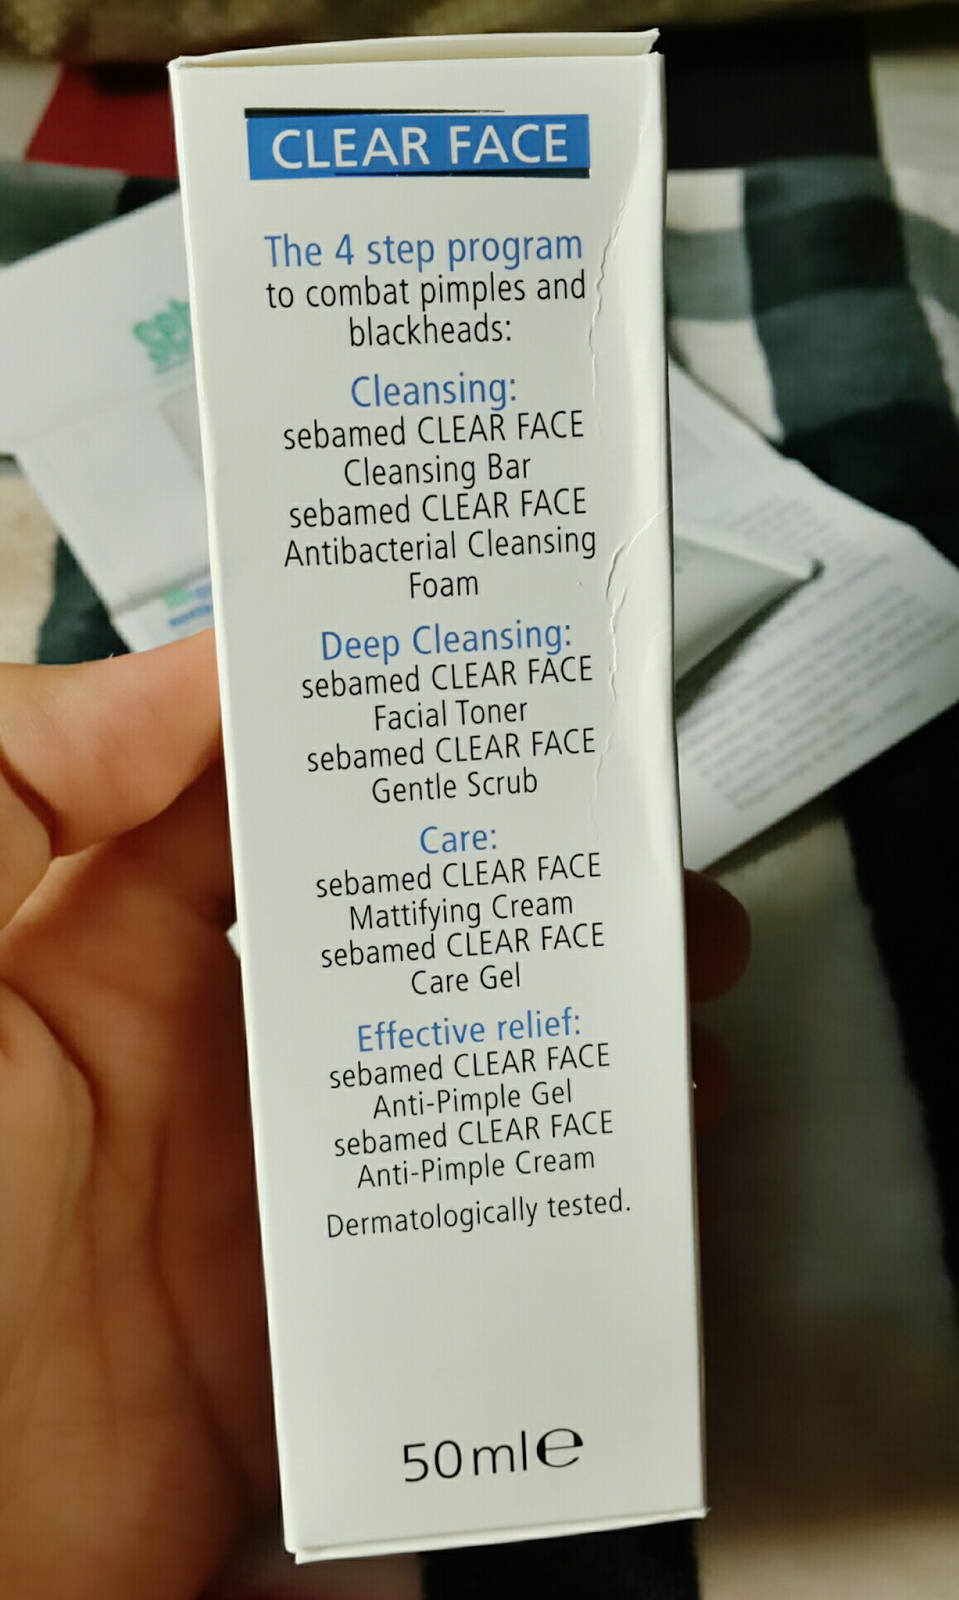 CLEAR FACE
The 4 step program
to combat pimples and
blackheads:
Cleansing:
sebamed CLEAR FACE
Cleansing Bar
sebamed CLEAR FACE
Antibacterial Cleansing
Foam
Deep Cleansing:
sebamed CLEAR FACE
Facial Toner
sebamed CLEAR FACE
Gentle Scrub
Care:
sebamed CLEAR FACE
Mattifying Cream
sebamed CLEAR FACE
Care Gel
Effective relief:
sebamed CLEAR FACE
Anti-Pimple Gel
sebamed CLEAR FACE
Anti-Pimple Cream
Dermatologically tested.
50 ml ℮